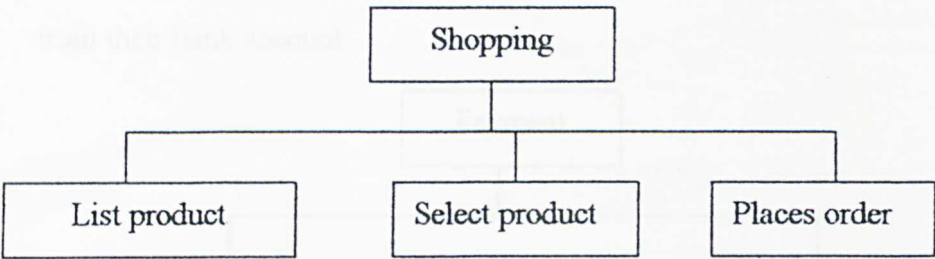 Shopping
List product
Select product
Places order